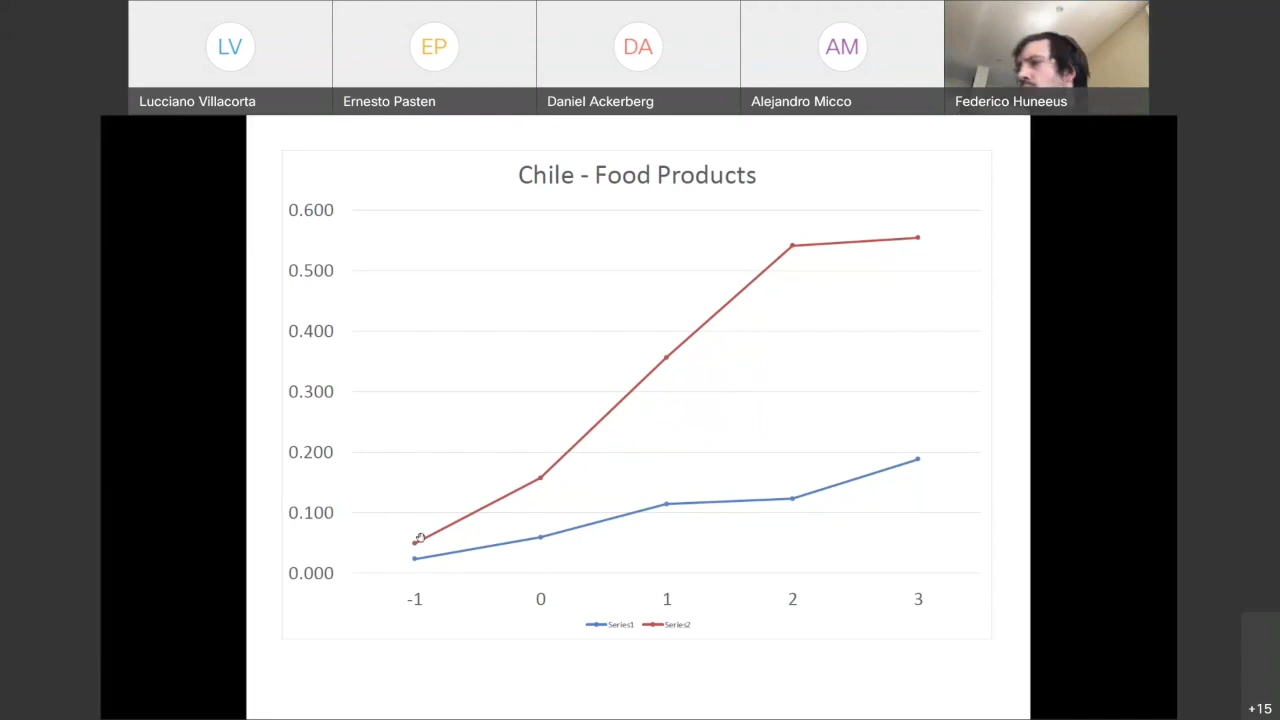 LV EP DA AM
Lucciano Villacorta Ernesto Pasten Daniel Ackerberg Alejandro Micco Federico Huneeus
Chile - Food Products
0.600
0.500
0.400
0.300
0.200
0.100
0.000
-1 0 1 2 3
Series1 Series2
+15